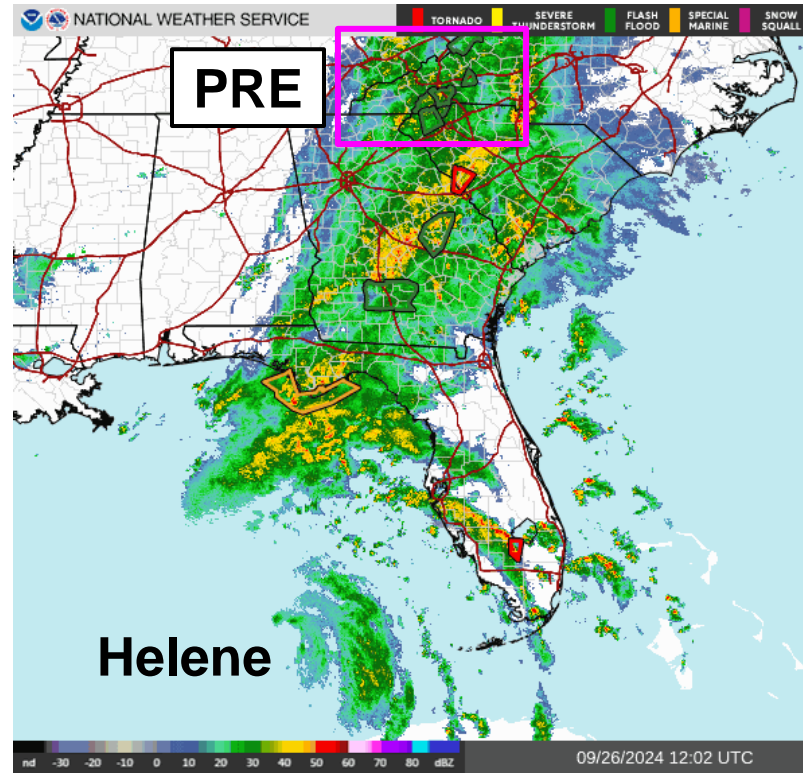 NATIONAL WEATHER SERVICE
TORNADO
SEVERE
THUNDERSTORM
FLASH
FLOOD
SPECIAL
MARINE
SNOW
SQUALL
PRE
Helene
nd -30 -20 -10 0 10 20 30 40 50 60 70 80 dBZ
09/26/2024 12:02 UTC